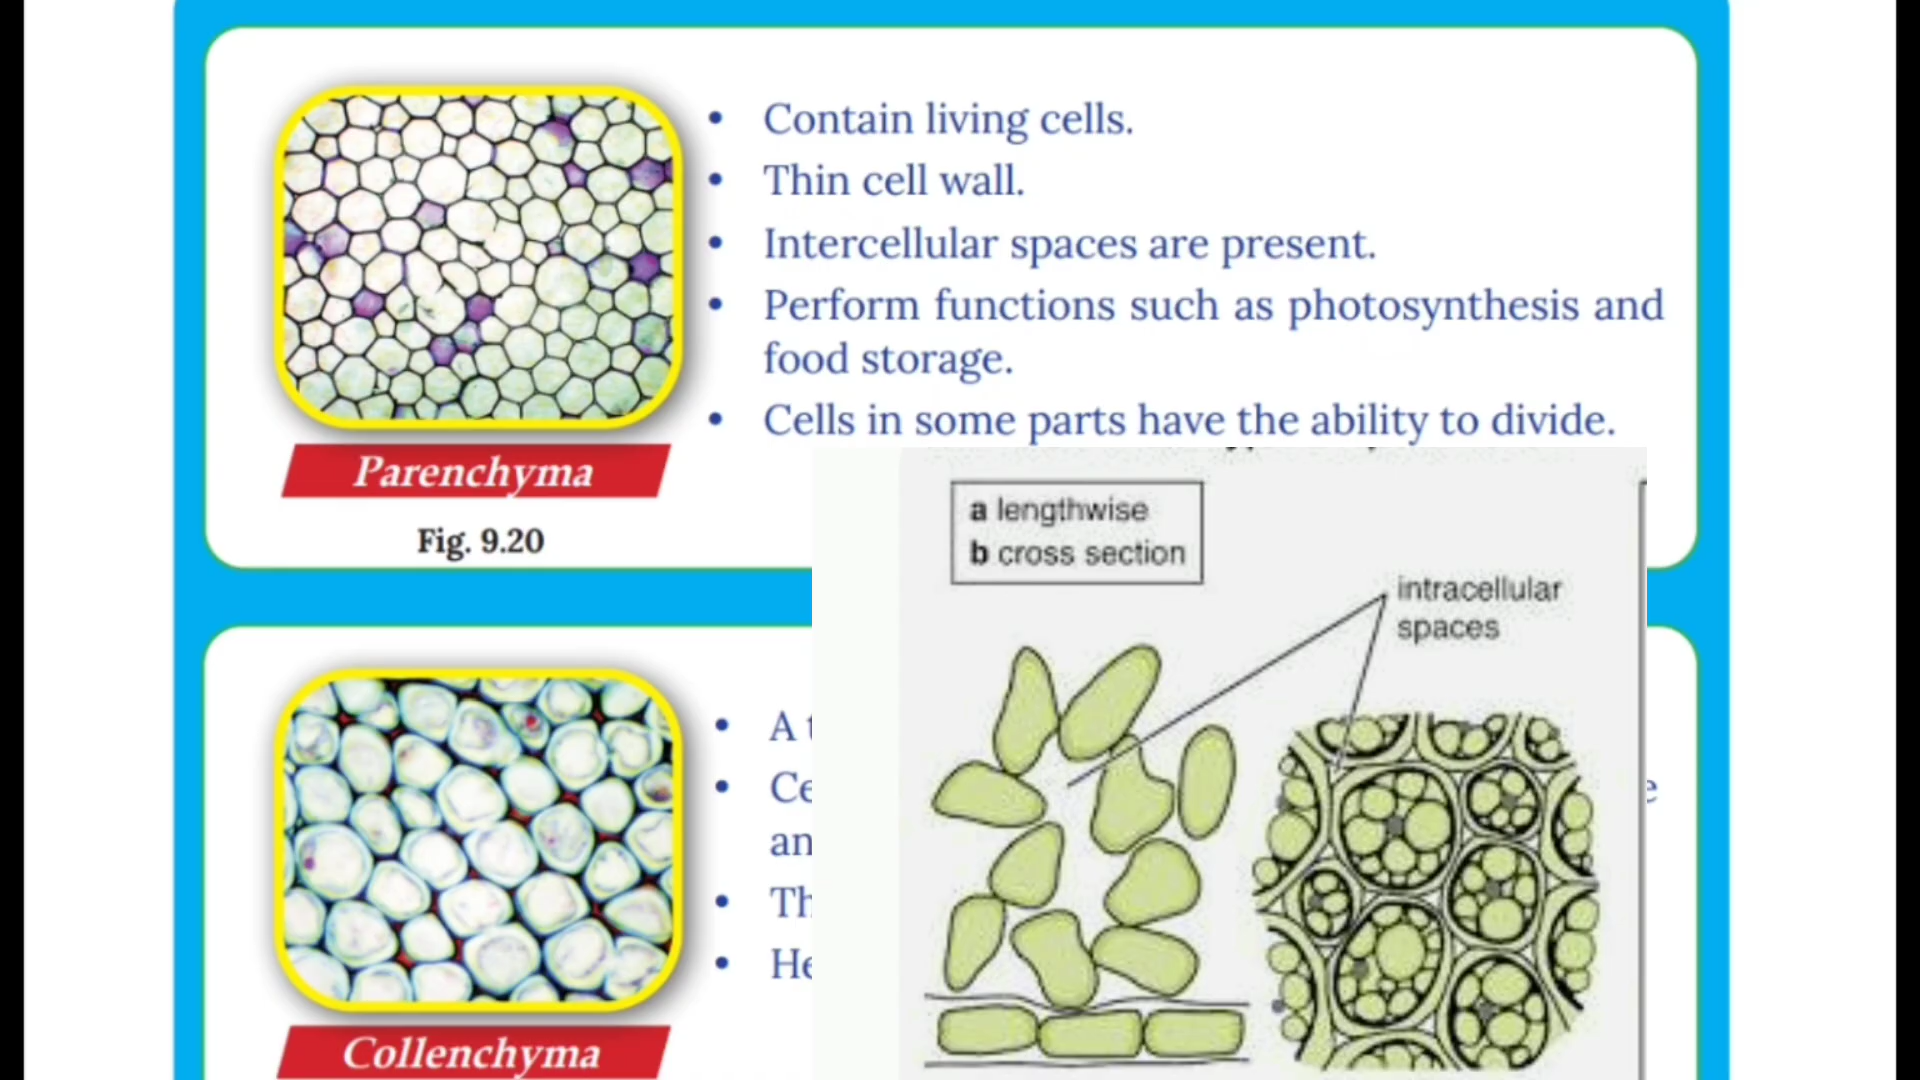 • Contain living cells.
• Thin cell wall.
• Intercellular spaces are present.
• Perform functions such as photosynthesis and
food storage.
• Cells in some parts have the ability to divide.
Parenchyma
Fig. 9.20
a lengthwise
b cross section
intracellular
spaces
• A
•
•
•
Collenchyma